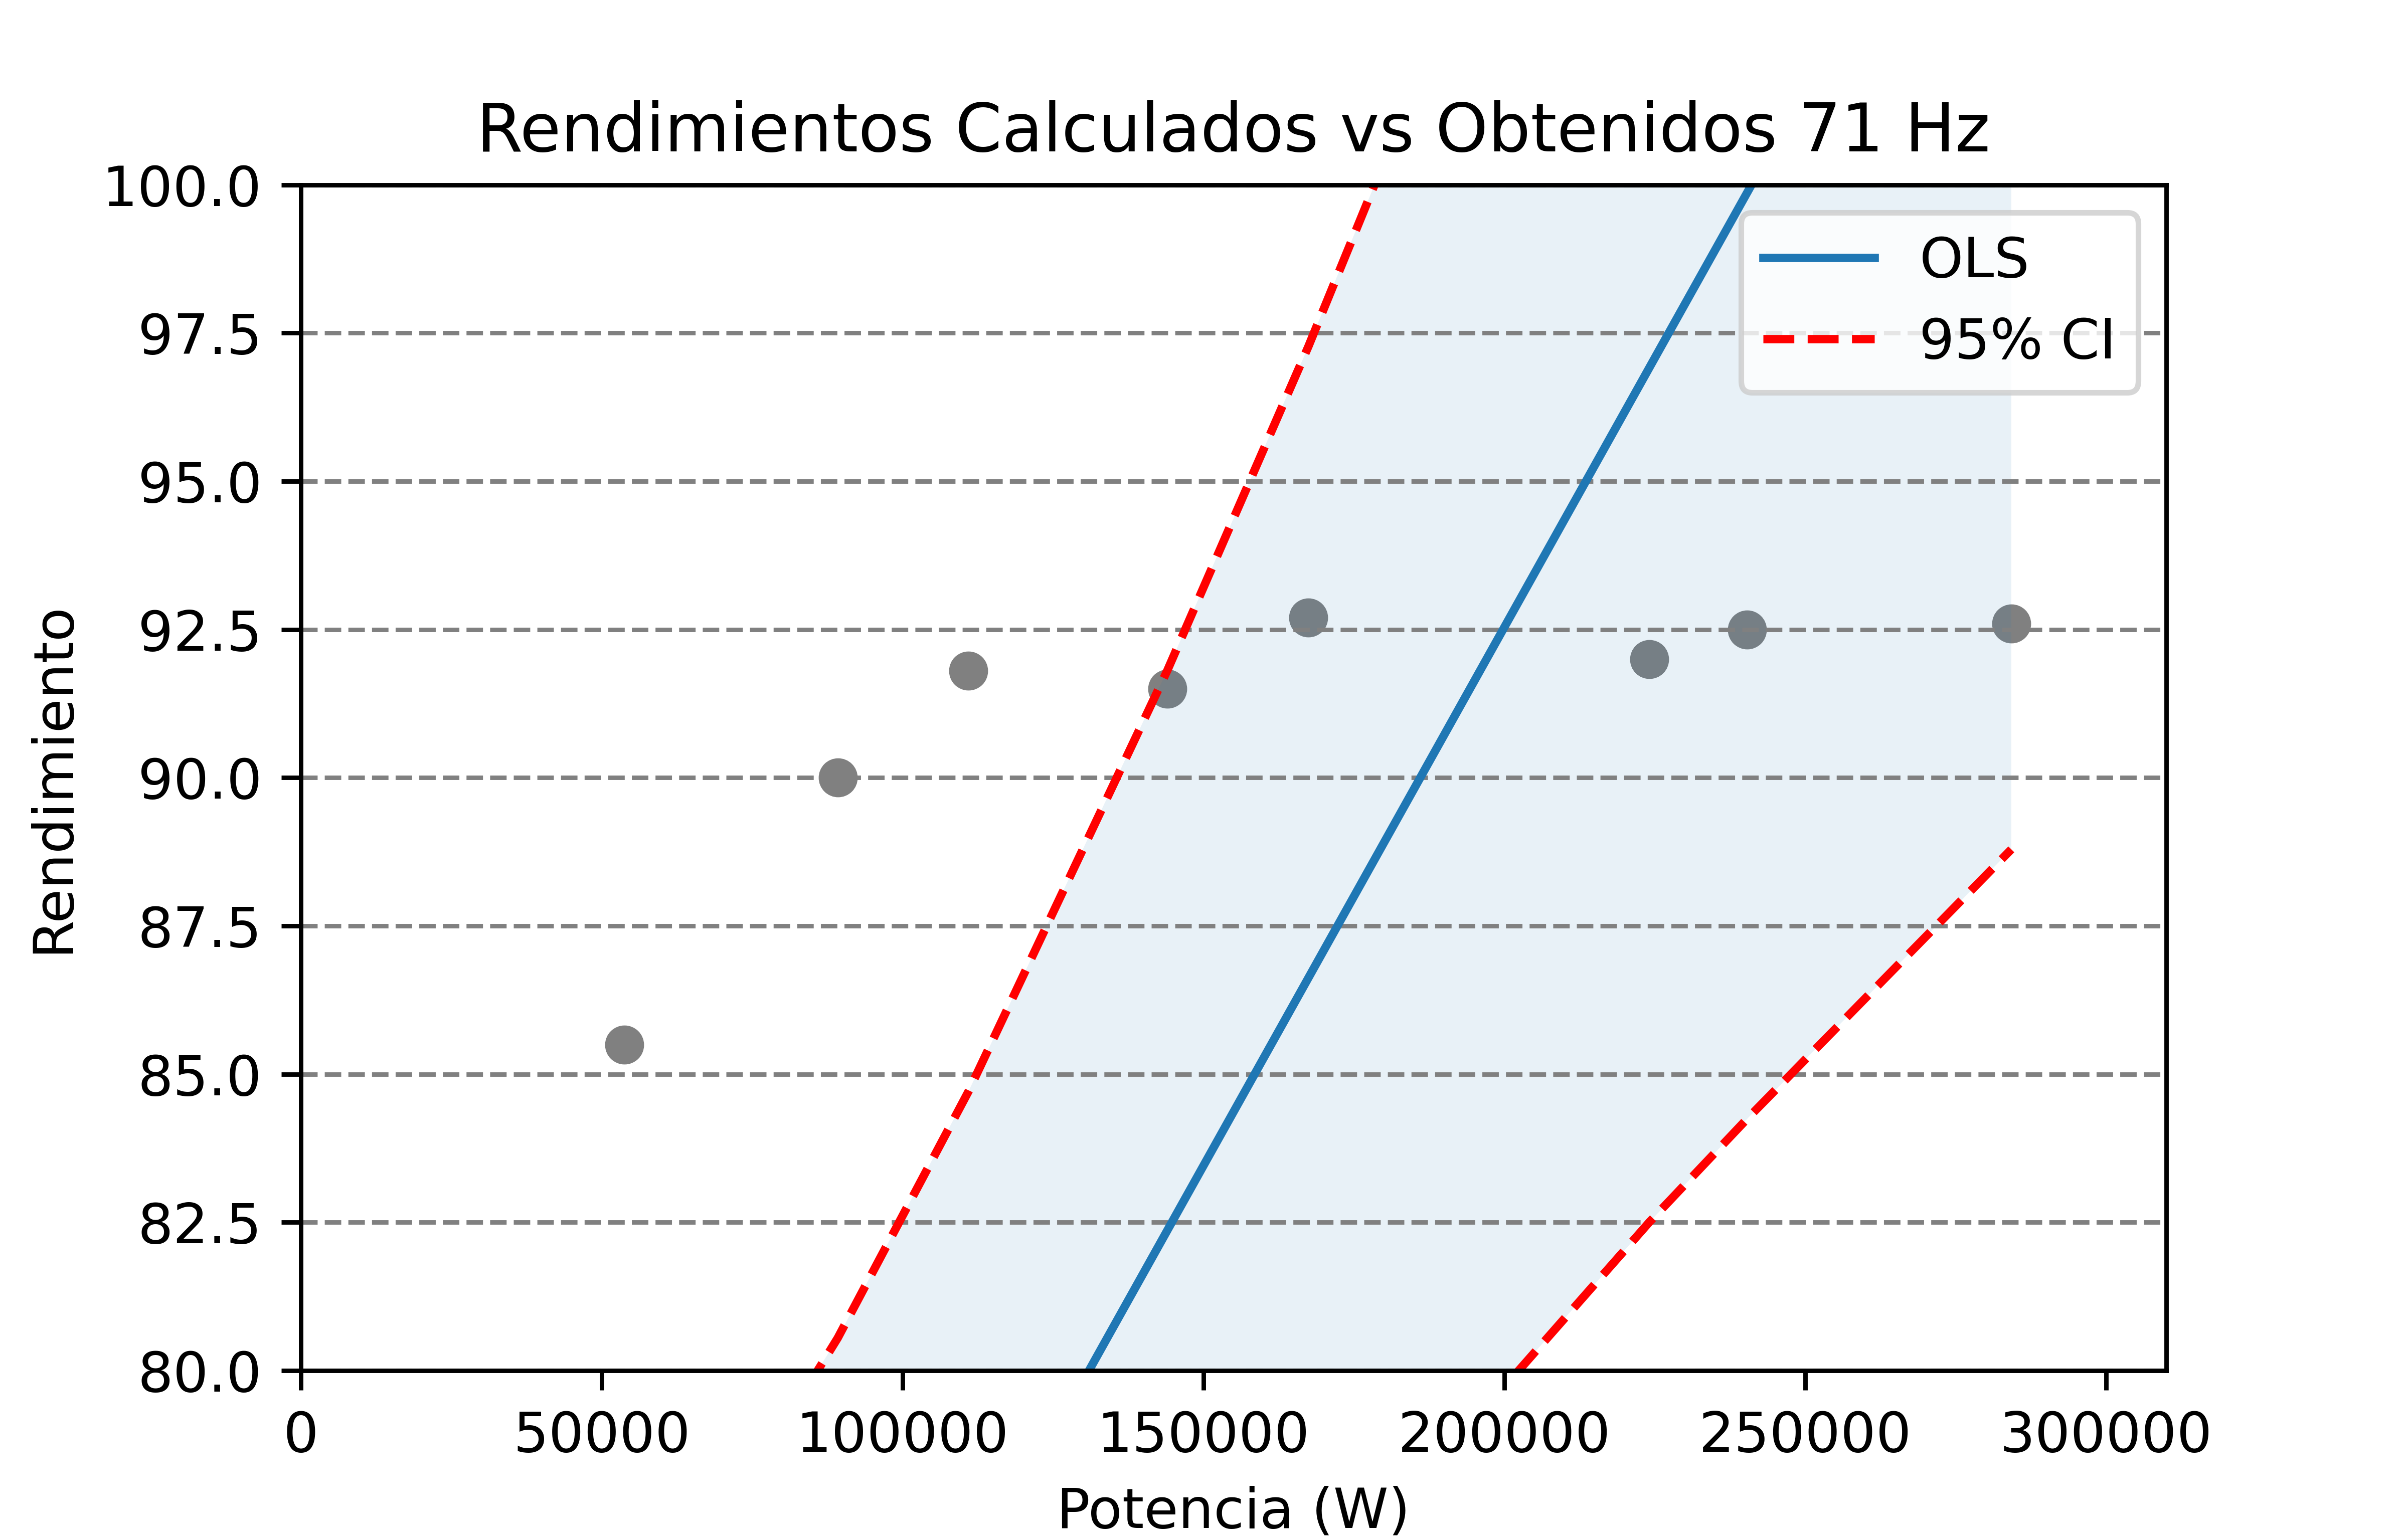 Rendimientos Calculados vs Obtenidos 71 Hz
100.0
97.5
95.0
92.5
90.0
87.5
85.0
82.5
80.0
Rendimiento
OLS
95% CI
0 50000 100000 150000 200000 250000 300000
Potencia (W)